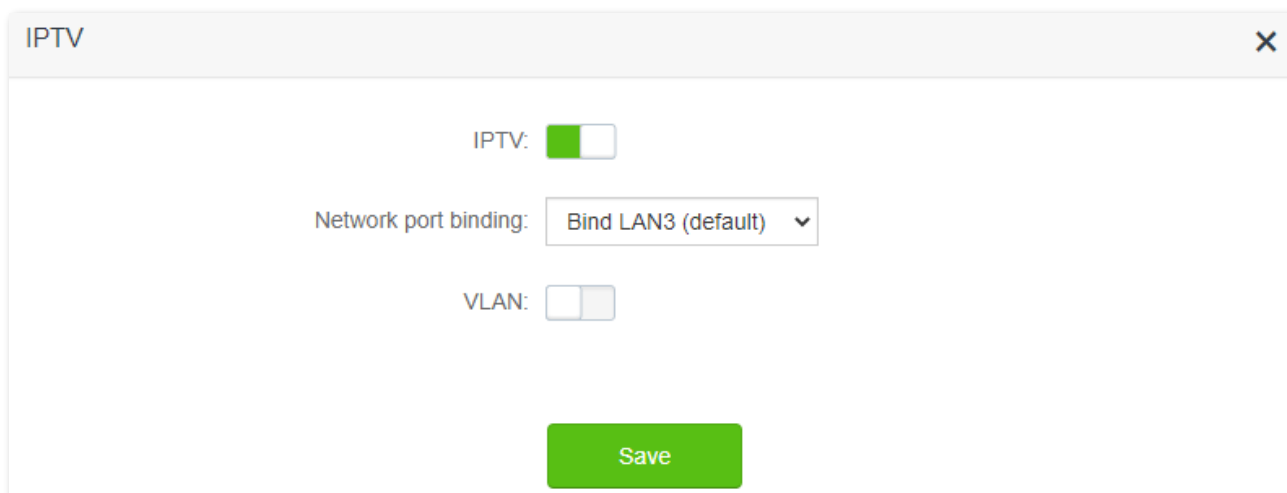 IPTV
IPTV:
Network port binding: Bind LAN3 (default)
VLAN:
Save